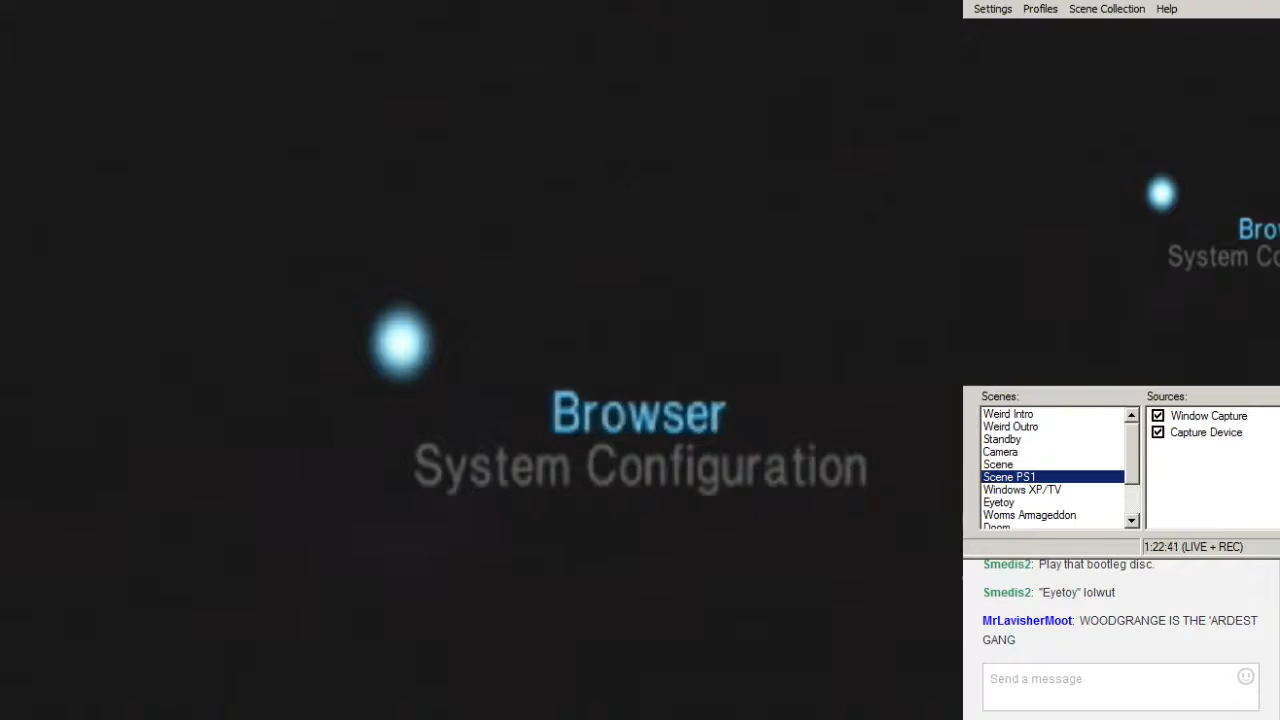 Settings Profiles Scene Collection Help
Browser
System Configuration
Bro
System Co
Scenes:
Weird Intro
Weird Outro
Standby
Camera
Scene
Scene PS1
Windows XP/TV
Eyetoy
Worms Armageddon
Doom
Sources:
Window Capture
Capture Device
1:22:41 (LIVE + REC)
Smedis2: Play that bootleg disc.
Smedis2: "Eyetoy" lolwut
MrLavisherMoot: WOODGRANGE IS THE 'ARDEST
GANG
Send a message